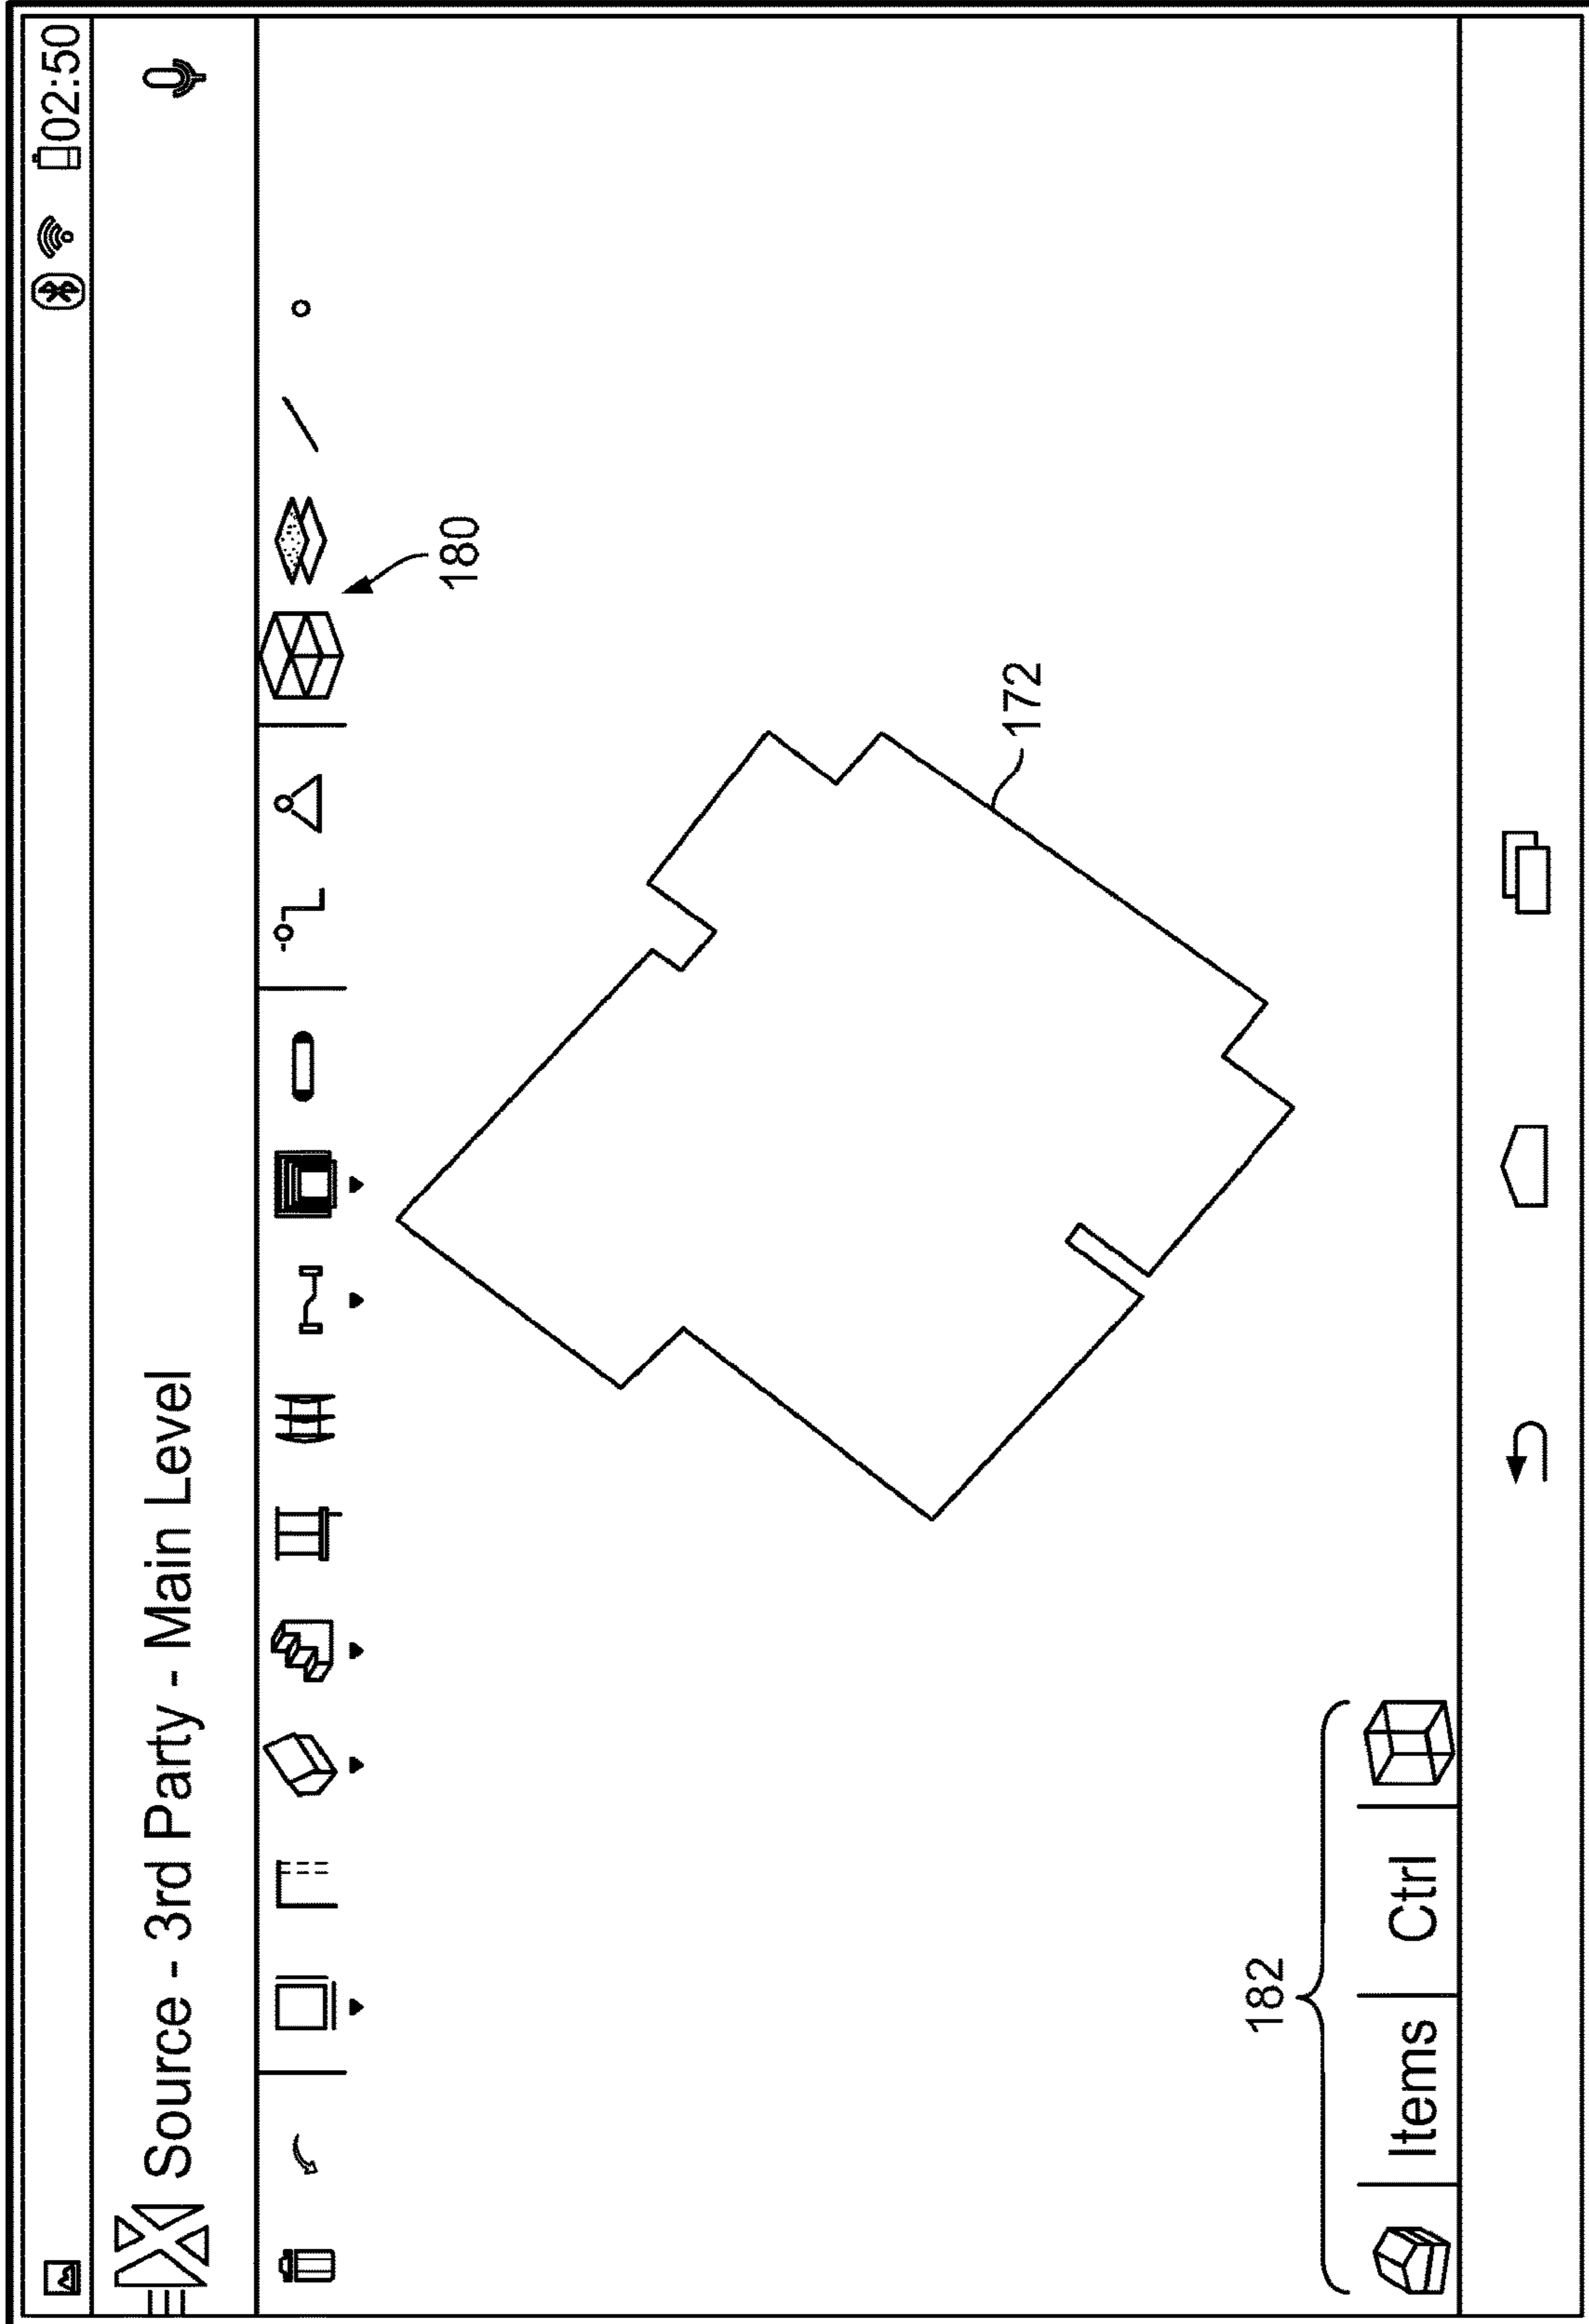 02:50
Source - 3rd Party - Main Level
180
172
182
Items
Ctrl